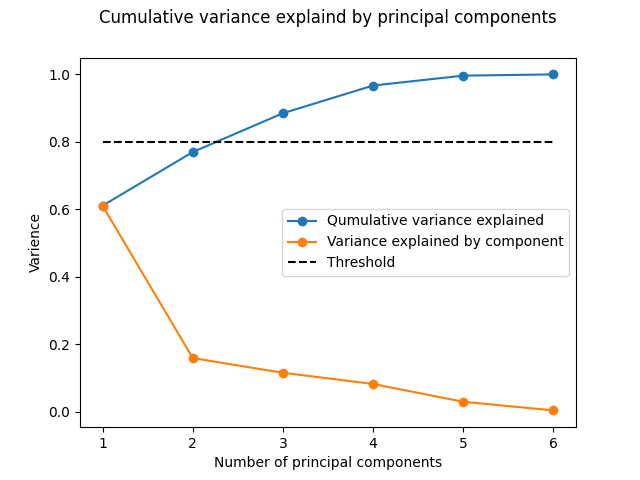 Cumulative variance explaind by principal components
Varience
1.0
0.8
0.6
0.4
0.2
0.0
Qumulative variance explained
Variance explained by component
Threshold
1 2 3 4 5 6
Number of principal components